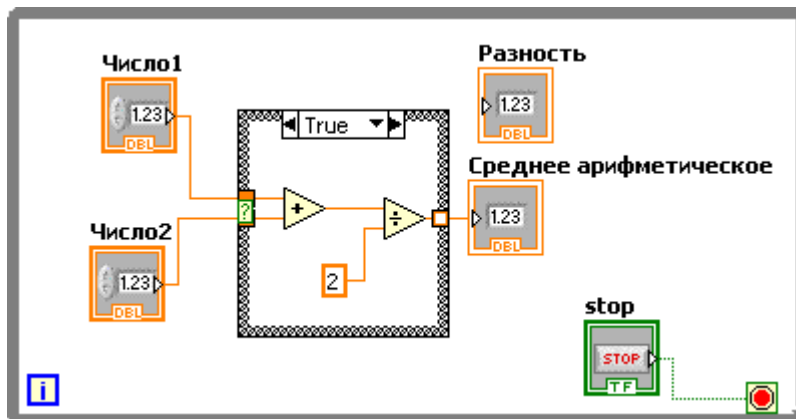 Число1
1.23
DBL
True
?
+
÷
2
Число2
1.23
DBL
Разность
1.23
DBL
Среднее арифметическое
1.23
DBL
stop
STOP
TF
i